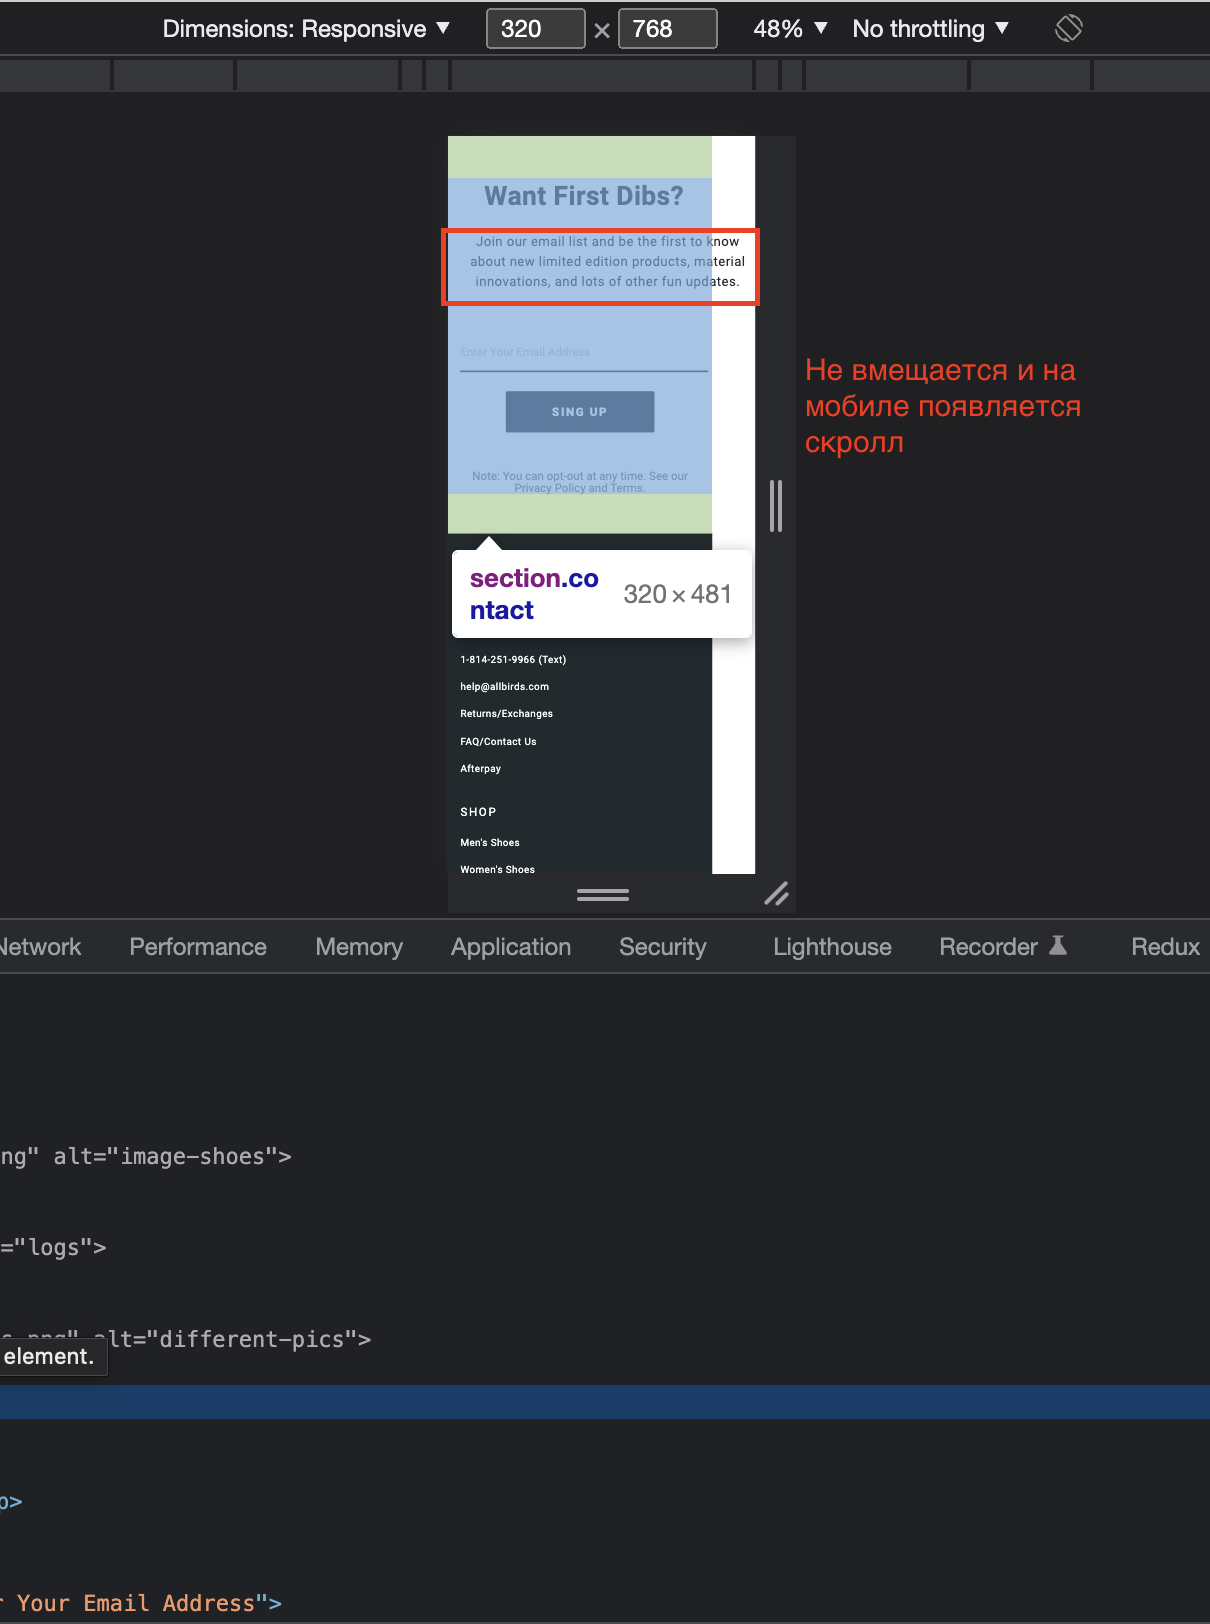 Dimensions: Responsive ▼ 320 × 768 48% ▼ No throttling ▼
Want First Dibs?
Join our email list and be the first to know
about new limited edition products, material
innovations, and lots of other fun updates.
Enter Your Email Address
SING UP
Note: You can opt-out at any time. See our
Privacy Policy and Terms.
Не вмещается и на
мобиле появляется
скролл
section.co
ntact
320 × 481
1-814-251-9966 (Text)
help@allbirds.com
Returns/Exchanges
FAQ/Contact Us
Afterpay
SHOP
Men's Shoes
Women's Shoes
Network Performance Memory Application Security Lighthouse Recorder Redux
ng" alt="image-shoes">
="logs">
s.png" alt="different-pics">
element.
p>
r Your Email Address">